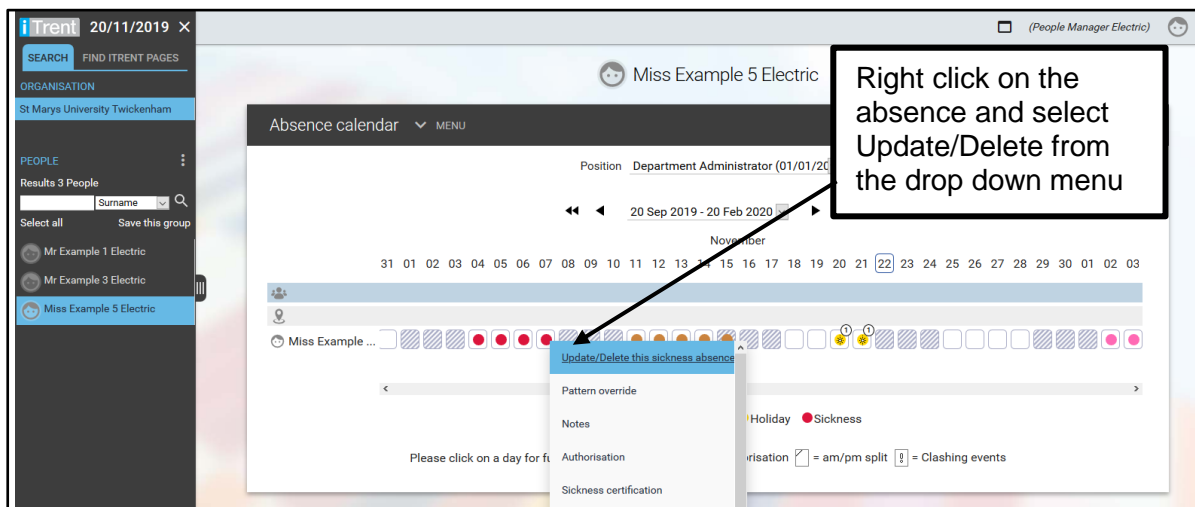 iTrent 20/11/2019 ×
(People Manager Electric)
SEARCH FIND ITRENT PAGES
ORGANISATION
St Marys University Twickenham
PEOPLE
Results 3 People
Surname
Select all Save this group
Mr Example 1 Electric
Mr Example 3 Electric
Miss Example 5 Electric
Miss Example 5 Electric
Absence calendar MENU
Position Department Administrator (01/01/20
20 Sep 2019 - 20 Feb 2020
November
31 01 02 03 04 05 06 07 08 09 10 11 12 13 14 15 16 17 18 19 20 21 22 23 24 25 26 27 28 29 30 01 02 03
Miss Example ...
1 1
Update/Delete this sickness absence
Pattern override
Notes
Authorisation
Sickness certification
Holiday Sickness
Please click on a day for fu
risation = am/pm split = Clashing events
Right click on the
absence and select
Update/Delete from
the drop down menu